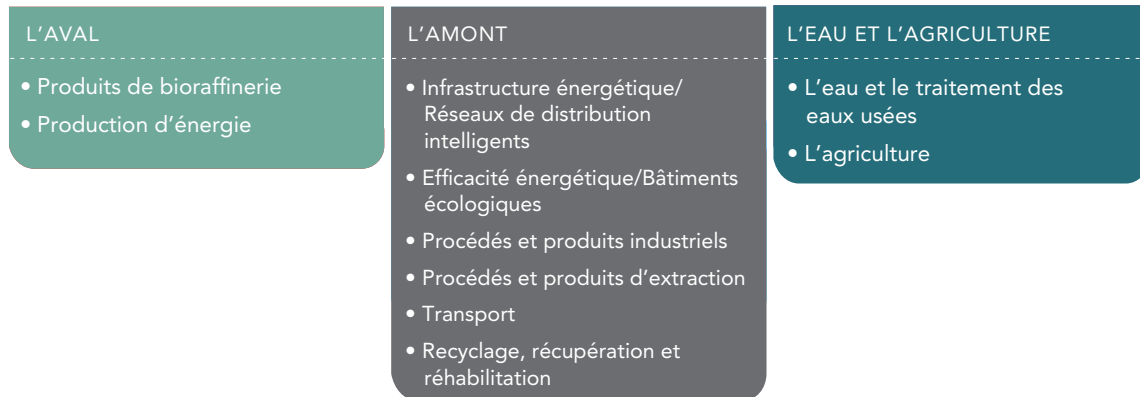 L'AVAL
• Produits de bioraffinerie
• Production d'énergie
L'AMONT
• Infrastructure énergétique/
Réseaux de distribution
intelligents
• Efficacité énergétique/Bâtiments
écologiques
• Procédés et produits industriels
• Procédés et produits d'extraction
• Transport
• Recyclage, récupération et
réhabilitation
L'EAU ET L'AGRICULTURE
• L'eau et le traitement des
eaux usées
• L'agriculture